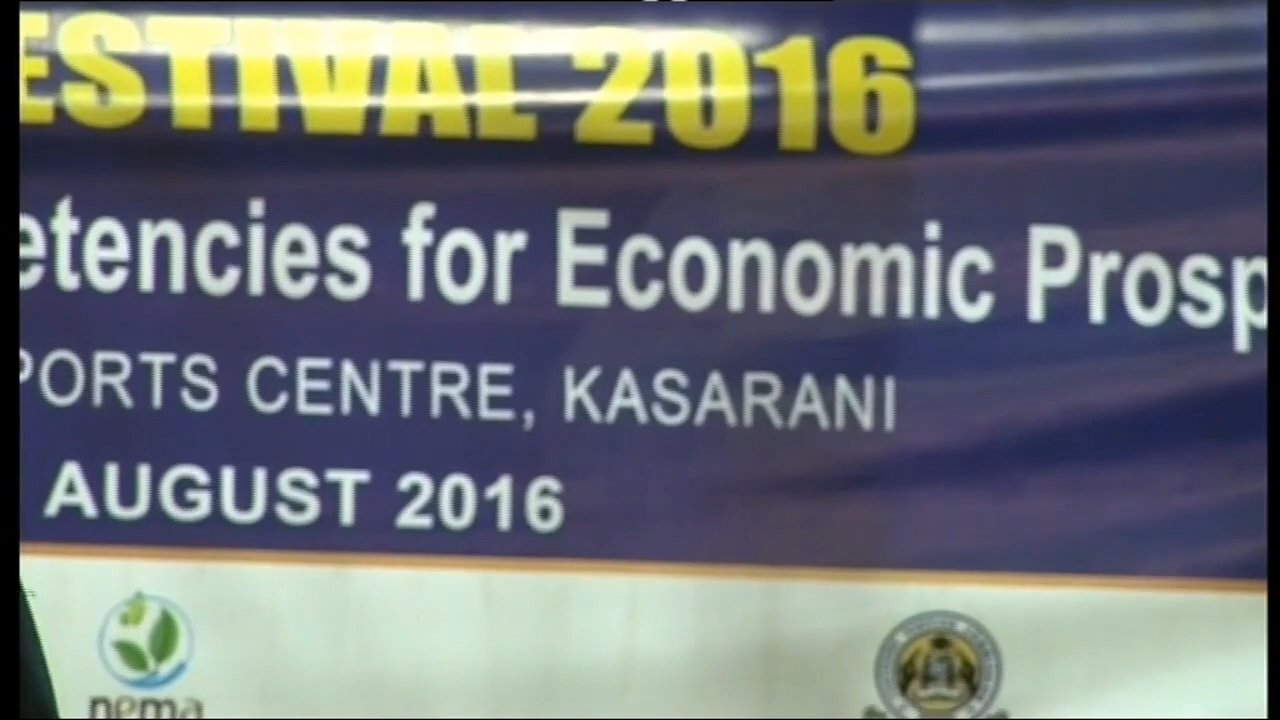 ESTIVAL 2016
etencies for Economic Prosp
PORTS CENTRE, KASARANI
AUGUST 2016
nema